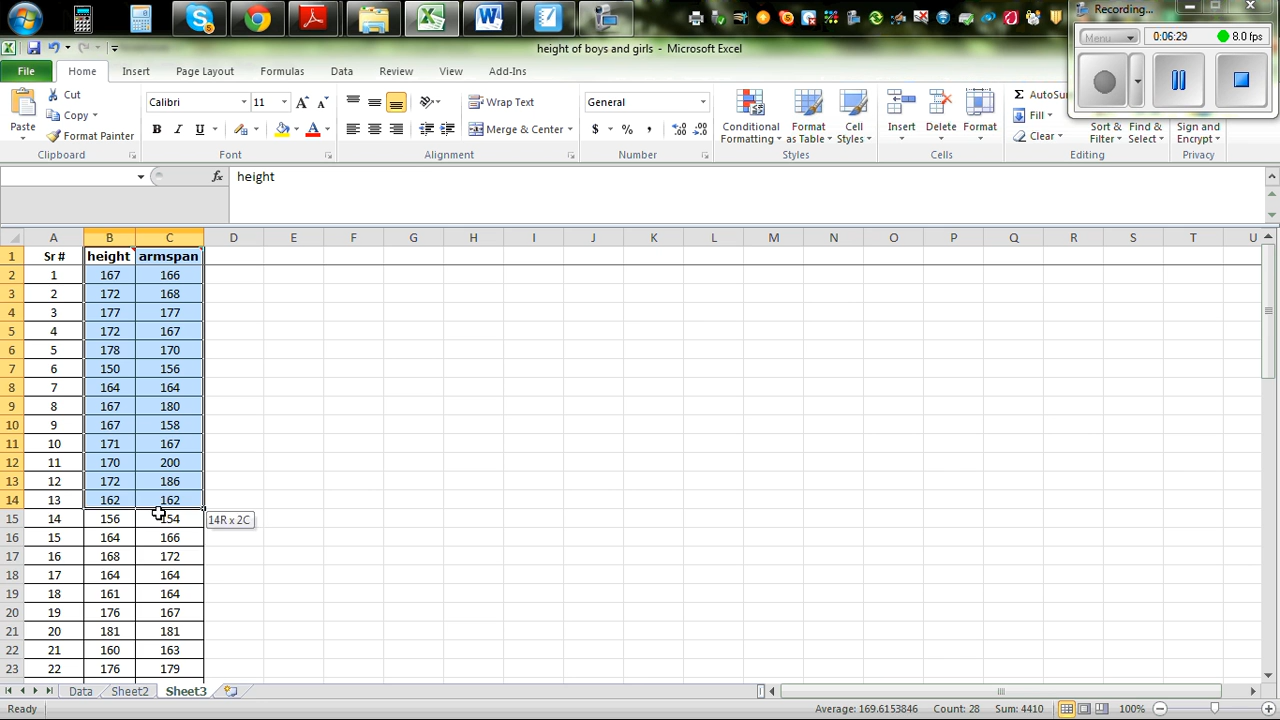 Recording...
Menu 0:06:29 8.0 fps
height of boys and girls - Microsoft Excel
File Home Insert Page Layout Formulas Data Review View Add-Ins
Paste Cut Copy Format Painter
Clipboard
Calibri 11
B I U A
Font
Wrap Text
Merge & Center
Alignment
General
$ % ,
Number
Conditional Formatting Format as Table Cell Styles
Styles
Insert Delete Format
Cells
Σ AutoSu
Fill
Clear
Sort & Filter Find & Select
Editing
Sign and Encrypt
Privacy
fx height
A B C D E F G H I J K L M N O P Q R S T U
1 Sr # height armspan
2 1 167 166
3 2 172 168
4 3 177 177
5 4 172 167
6 5 178 170
7 6 150 156
8 7 164 164
9 8 167 180
10 9 167 158
11 10 171 167
12 11 170 200
13 12 172 186
14 13 162 162
15 14 156 154 14R x 2C
16 15 164 166
17 16 168 172
18 17 164 164
19 18 161 164
20 19 176 167
21 20 181 181
22 21 160 163
23 22 176 179
Data Sheet2 Sheet3
Ready Average: 169.6153846 Count: 28 Sum: 4410 100%